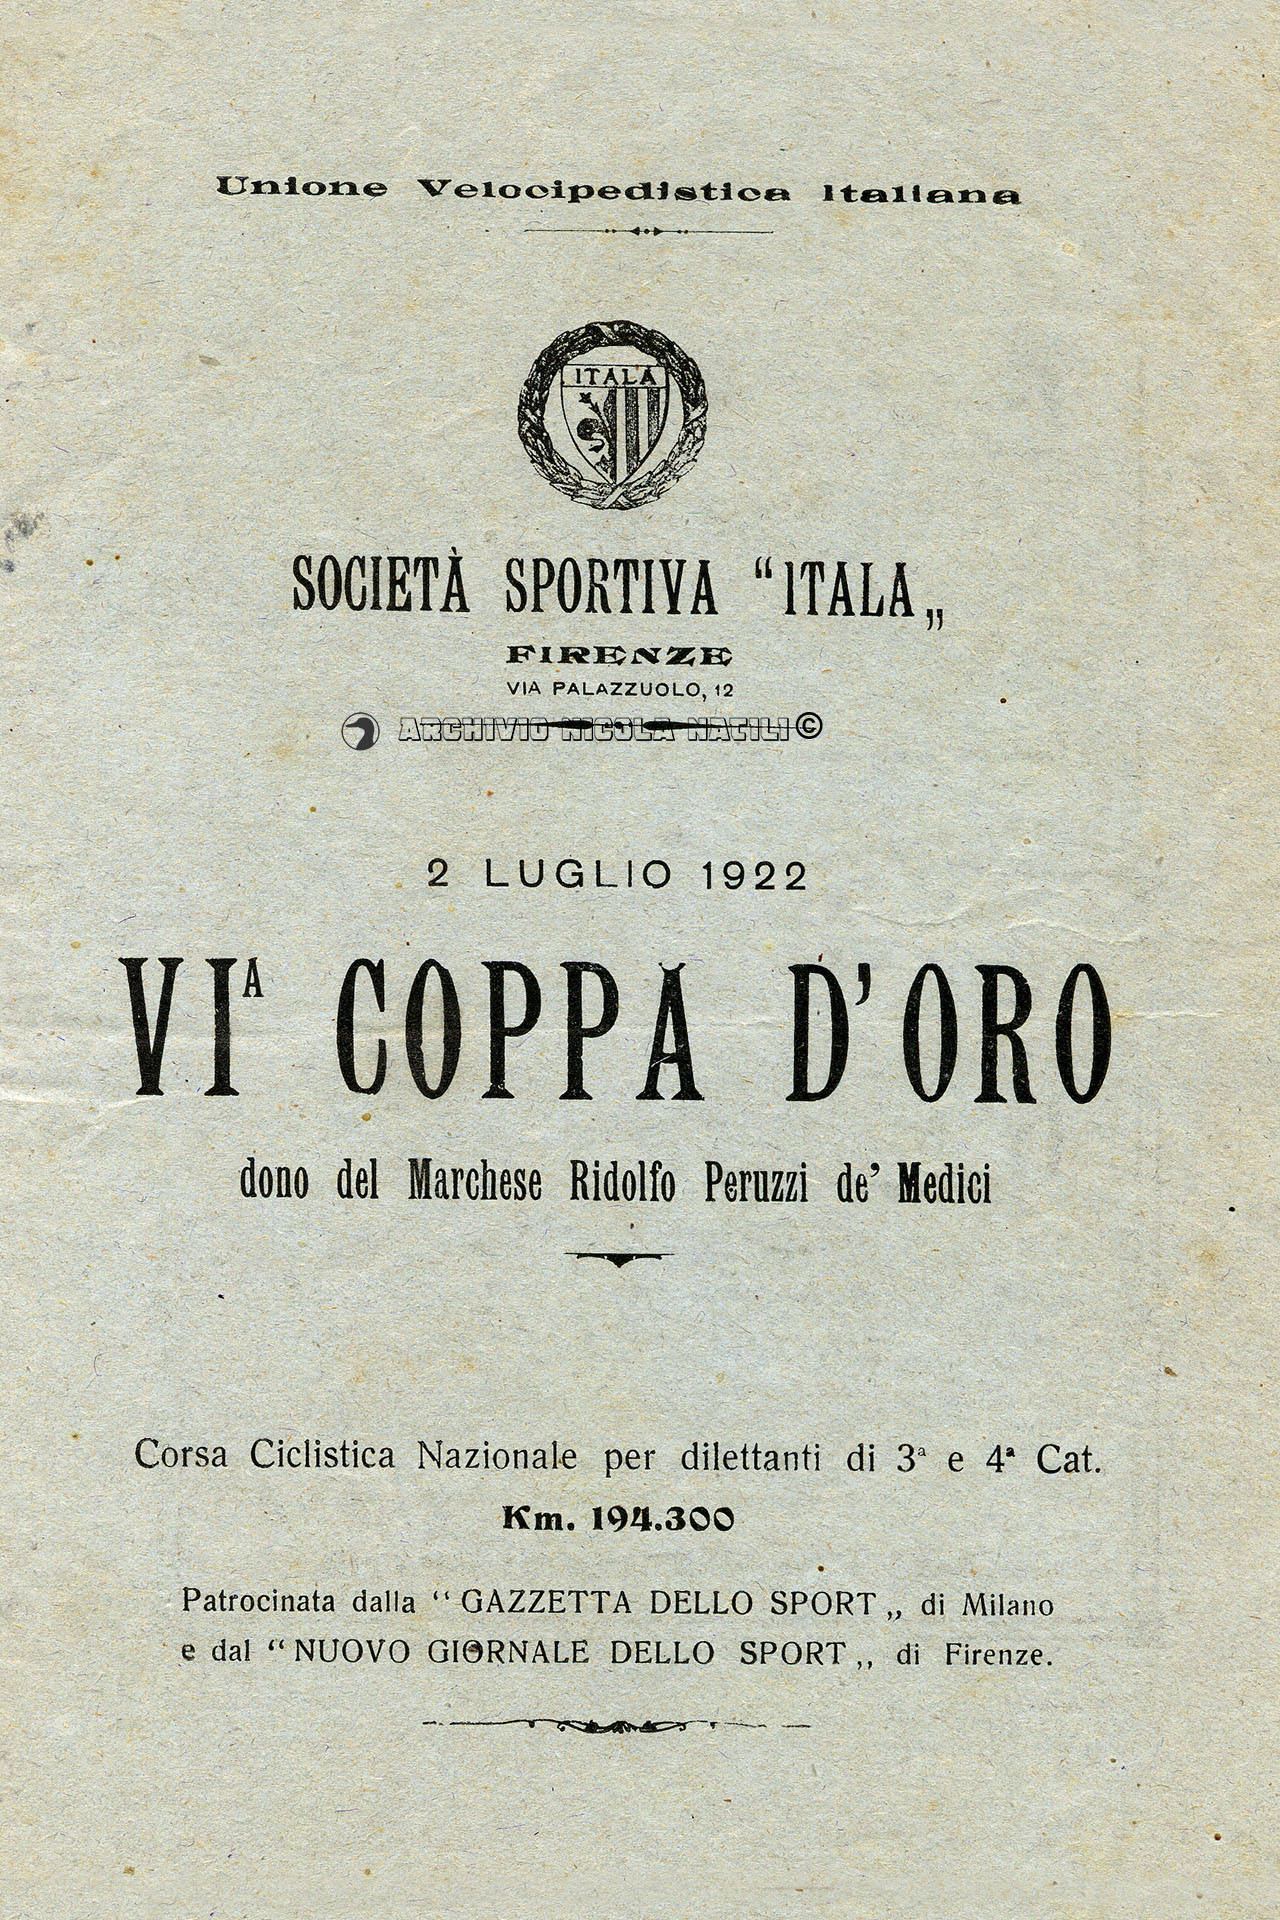 Unione Velocipedistica Italiana
ITALA
SOCIETÀ SPORTIVA “ITALA„
FIRENZE
VIA PALAZZUOLO, 12
ARCHIVIO NICOLA NATILI ©
2 LUGLIO 1922
VIA COPPA D'ORO
dono del Marchese Ridolfo Peruzzi de' Medici
Corsa Ciclistica Nazionale per dilettanti di 3ª e 4ª Cat.
Km. 194.300
Patrocinata dalla “ GAZZETTA DELLO SPORT „ di Milano
e dal “ NUOVO GIORNALE DELLO SPORT „ di Firenze.